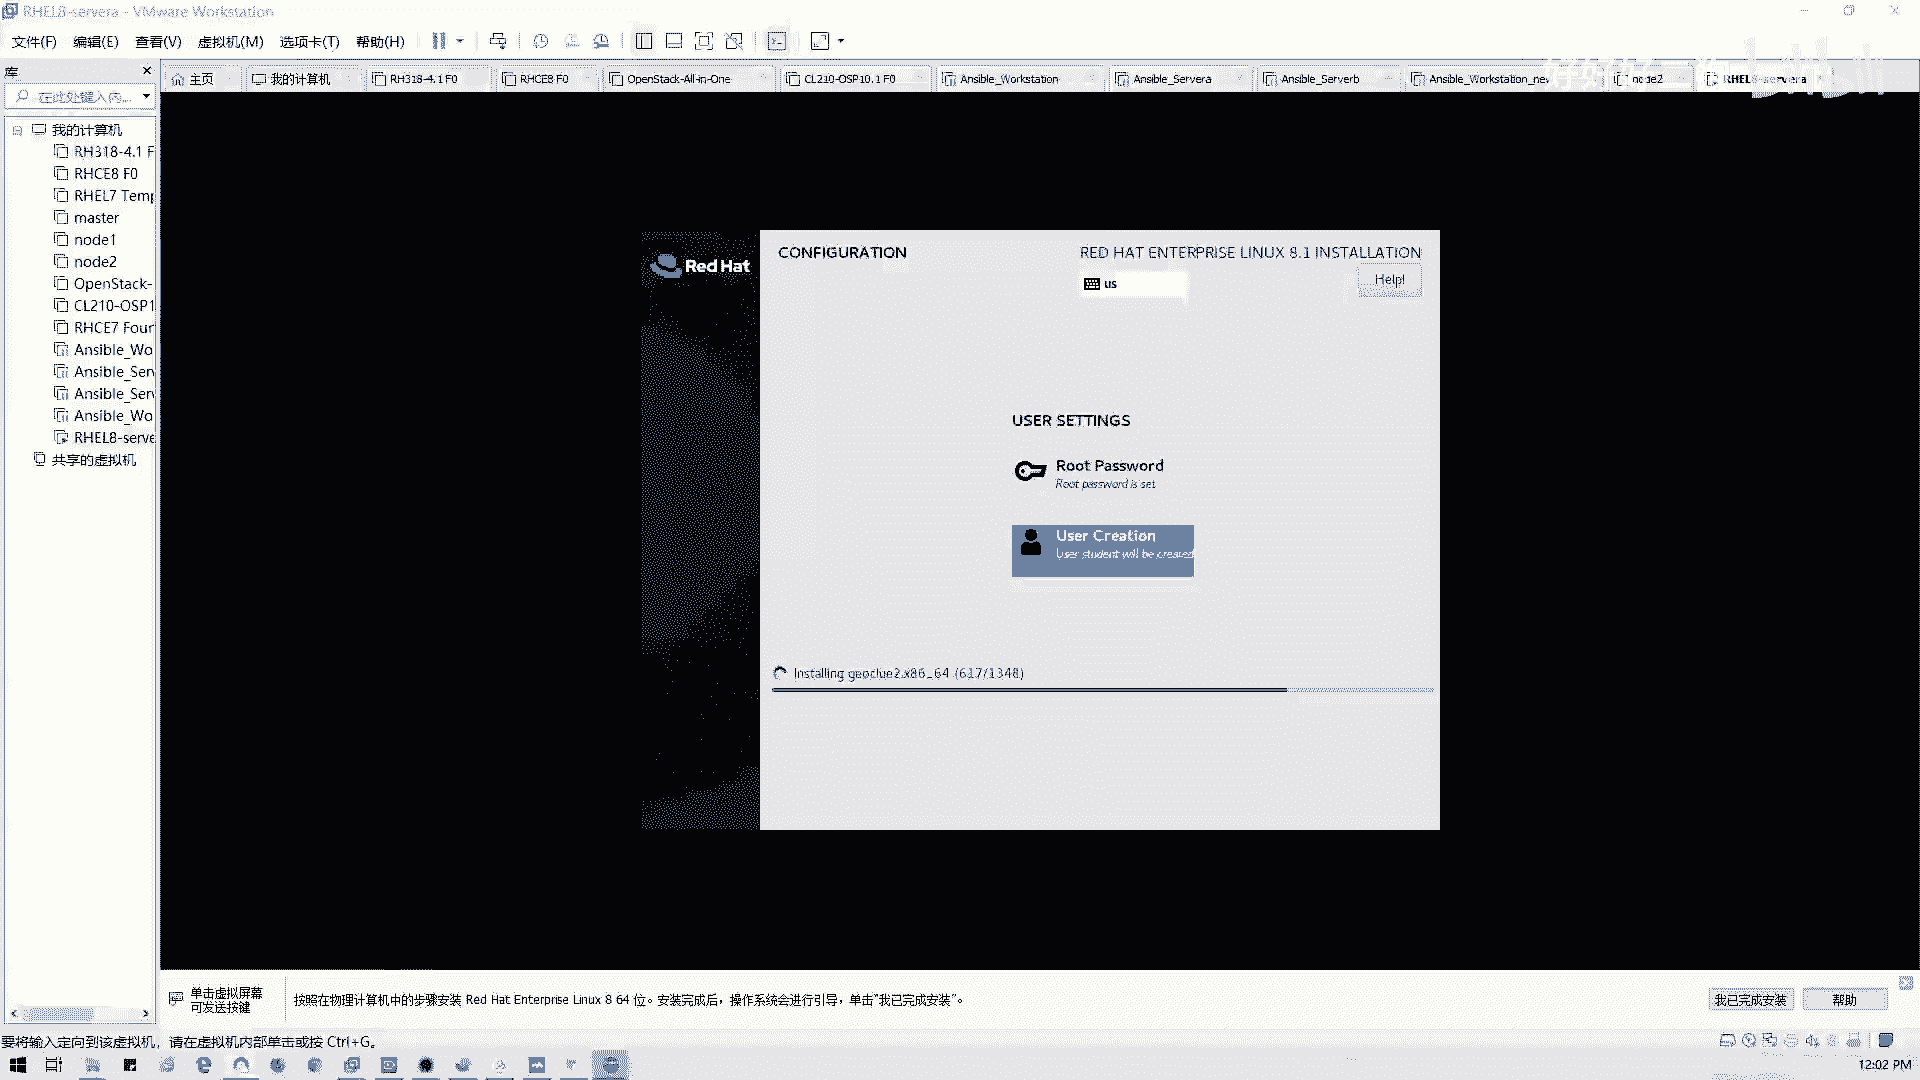 RHEL8-servera - VMware Workstation
文件(F) 编辑(E) 查看(V) 虚拟机(M) 选项卡(T) 帮助(H)
库
主页
我的计算机
RH318-4.1 F0
RHCE8 F0
OpenStack-All-in-One
CL210-OSP10.1 F0
Ansible_Workstation
Ansible_Servera
Ansible_Serverb
Ansible_Workstation_new
node2
RHEL8-servera
在此处键入内...
我的计算机
RH318-4.1 F
RHCE8 F0
RHEL7 Temp
master
node1
node2
OpenStack-
CL210-OSP1
RHCE7 Four
Ansible_Wo
Ansible_Serv
Ansible_Serv
Ansible_Wo
RHEL8-serve
共享的虚拟机
Red Hat
CONFIGURATION
RED HAT ENTERPRISE LINUX 8.1 INSTALLATION
us
Help!
USER SETTINGS
Root Password
Root password is set
User Creation
User student will be created
Installing geoclue2.x86_64 (617/1348)
单击虚拟屏幕
可发送按键
按照在物理计算机中的步骤安装 Red Hat Enterprise Linux 8 64 位。安装完成后，操作系统会进行引导，单击"我已完成安装"。
我已完成安装
帮助
要将输入定向到该虚拟机，请在虚拟机内部单击或按 Ctrl+G。
12:02 PM